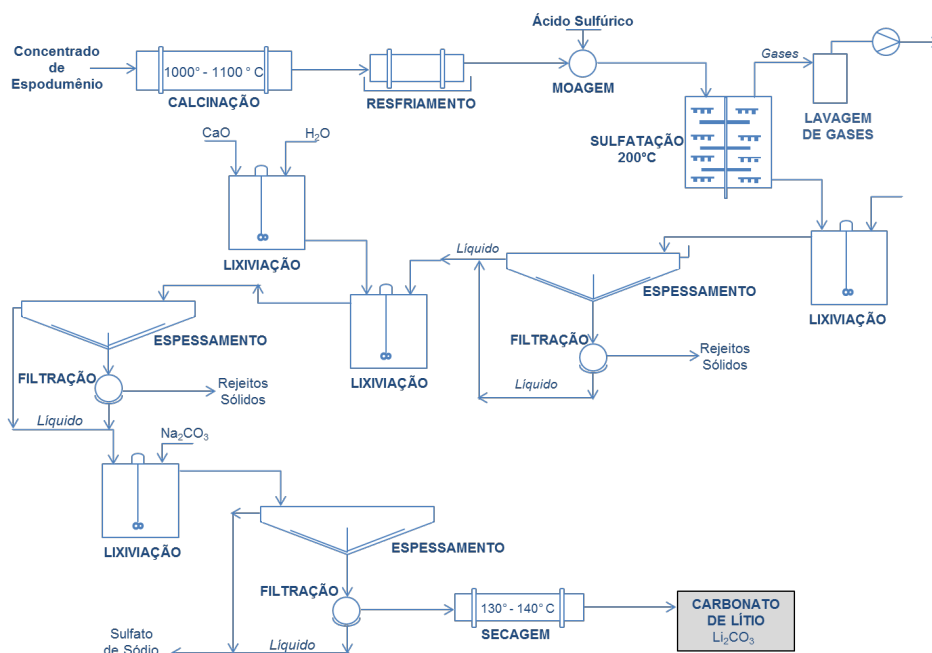 Concentrado
de
Espodumênio
1000° - 1100 ° C
CALCINAÇÃO
RESFRIAMENTO
Ácido Sulfúrico
MOAGEM
Gases
LAVAGEM
DE GASES
SULFATAÇÃO
200°C
CaO
H₂O
LIXIVIAÇÃO
LIXIVIAÇÃO
Líquido
ESPESSAMENTO
FILTRAÇÃO
Rejeitos
Sólidos
Líquido
LIXIVIAÇÃO
ESPESSAMENTO
FILTRAÇÃO
Rejeitos
Sólidos
Líquido
Na₂CO₃
LIXIVIAÇÃO
ESPESSAMENTO
FILTRAÇÃO
130° - 140° C
SECAGEM
CARBONATO
DE LÍTIO
Li₂CO₃
Líquido
Sulfato
de Sódio